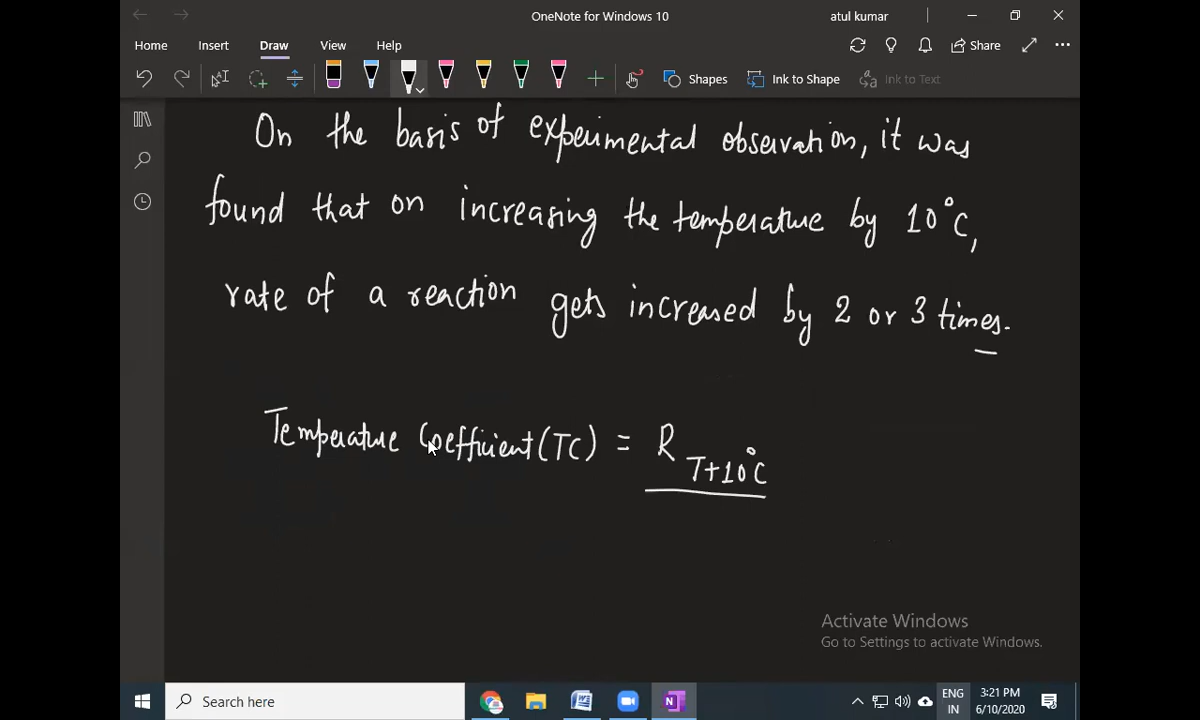 OneNote for Windows 10
atul kumar
Home Insert Draw View Help
Share
Shapes Ink to Shape Ink to Text
On the basis of experimental observation, it was
found that on increasing the temperature by 10°C,
rate of a reaction gets increased by 2 or 3 times.
Temperature Coefficient (TC) = R T+10°C
Activate Windows
Go to Settings to activate Windows.
Search here
ENG
IN
3:21 PM
6/10/2020